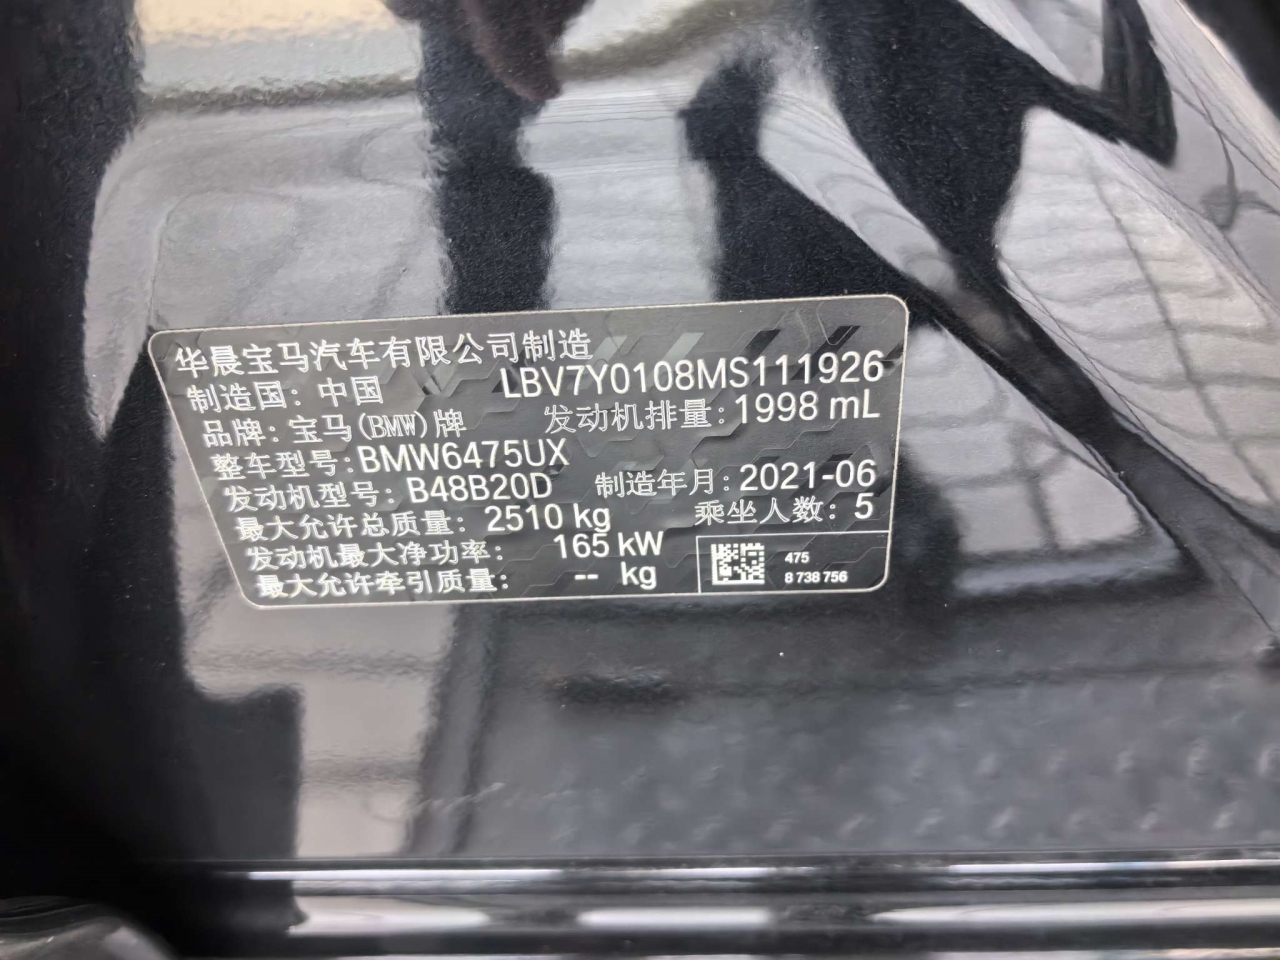 华晨宝马汽车有限公司制造
制造国：中国 LBV7Y0108MS111926
品牌：宝马(BMW)牌 发动机排量：1998 mL
整车型号：BMW6475UX
发动机型号：B48B20D 制造年月：2021-06
最大允许总质量：2510 kg 乘坐人数：5
发动机最大净功率：165 kW
最大允许牵引质量：-- kg
475
8 738 756